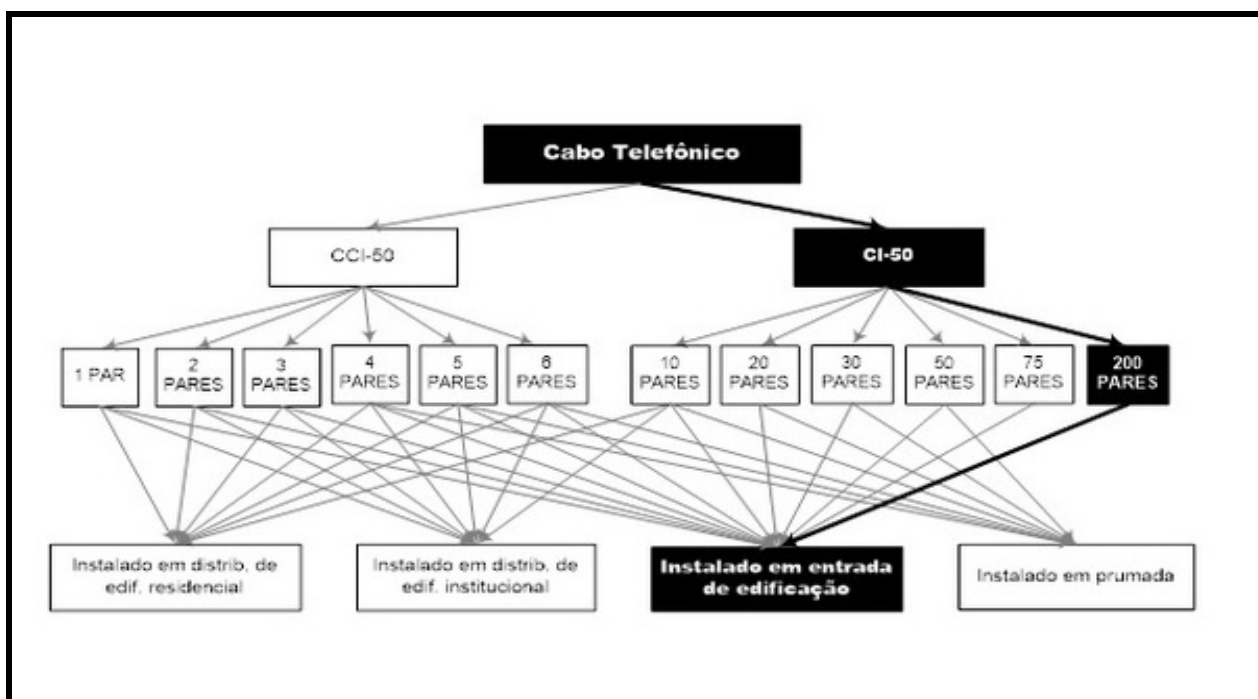 Cabo Telefônico
CCI-50
CI-50
1 PAR
2
PARES
3
PARES
4
PARES
5
PARES
6
PARES
10
PARES
20
PARES
30
PARES
50
PARES
75
PARES
200
PARES
Instalado em distrib. de
edif. residencial
Instalado em distrib. de
edif. institucional
Instalado em entrada
de edificação
Instalado em prumada